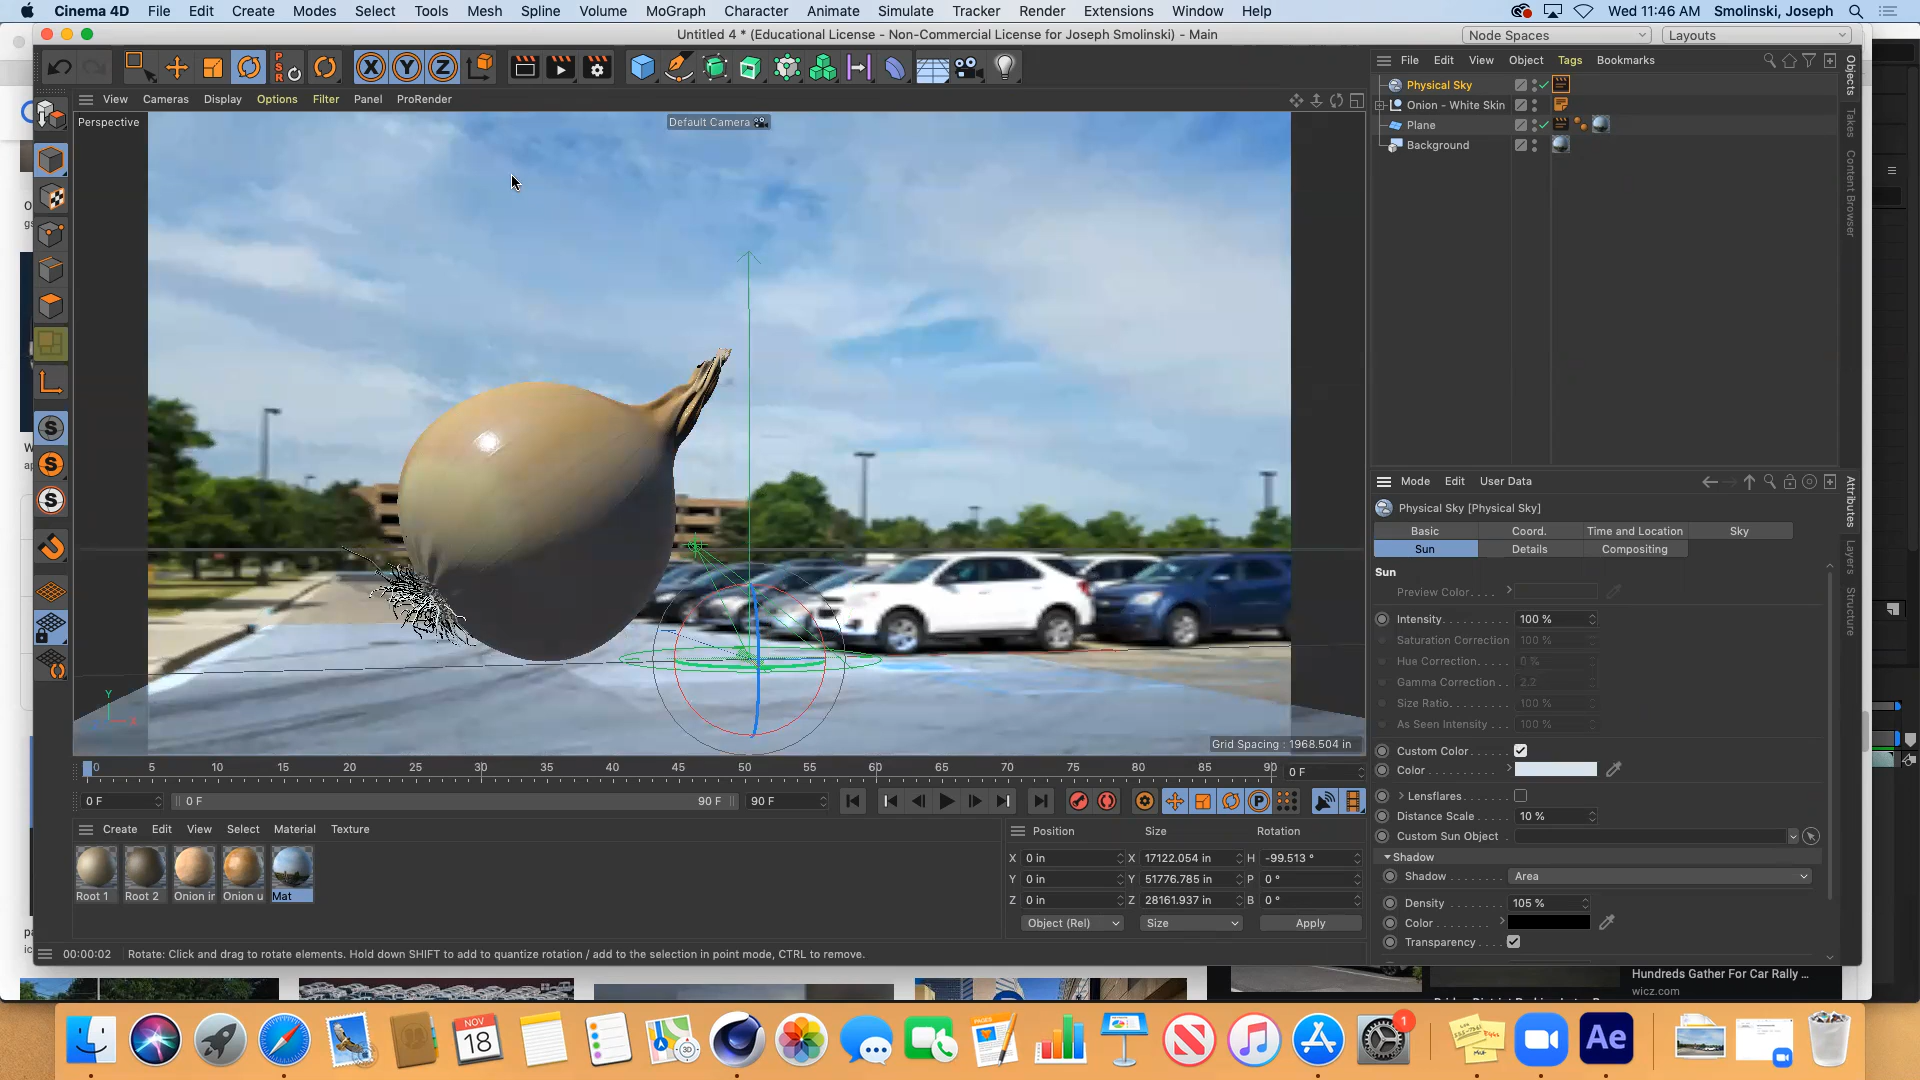 Cinema 4D File Edit Create Modes Select Tools Mesh Spline Volume MoGraph Character Animate Simulate Tracker Render Extensions Window Help Wed 11:46 AM Smolinski, Joseph
Untitled 4 * (Educational License - Non-Commercial License for Joseph Smolinski) - Main
Node Spaces Layouts
PSR X Y Z
View Cameras Display Options Filter Panel ProRender
Perspective
Default Camera
File Edit View Object Tags Bookmarks
Physical Sky
Onion - White Skin
Plane
Background
Objects
Takes
Content Browser
Mode Edit User Data
Physical Sky [Physical Sky]
Basic Coord. Time and Location Sky
Sun Details Compositing
Sun
Preview Color
Intensity 100 %
Saturation Correction 100 %
Hue Correction 0 %
Gamma Correction 2.2
Size Ratio 100 %
As Seen Intensity 100 %
Custom Color
Color
Lensflares
Distance Scale 10 %
Custom Sun Object
Shadow
Shadow Area
Density 105 %
Color
Transparency
Attributes
Layers
Structure
Grid Spacing : 1968.504 in
Y
X
0 5 10 15 20 25 30 35 40 45 50 55 60 65 70 75 80 85 90 0 F
0 F 0 F 90 F 90 F
Create Edit View Select Material Texture
Root 1 Root 2 Onion ir Onion u Mat
Position Size Rotation
X 0 in X 17122.054 in H -99.513 °
Y 0 in Y 51776.785 in P 0 °
Z 0 in Z 28161.937 in B 0 °
Object (Rel) Size Apply
00:00:02 Rotate: Click and drag to rotate elements. Hold down SHIFT to add to quantize rotation / add to the selection in point mode, CTRL to remove.
Hundreds Gather For Car Rally ...
wicz.com
NOV
18
3D
1
Ae